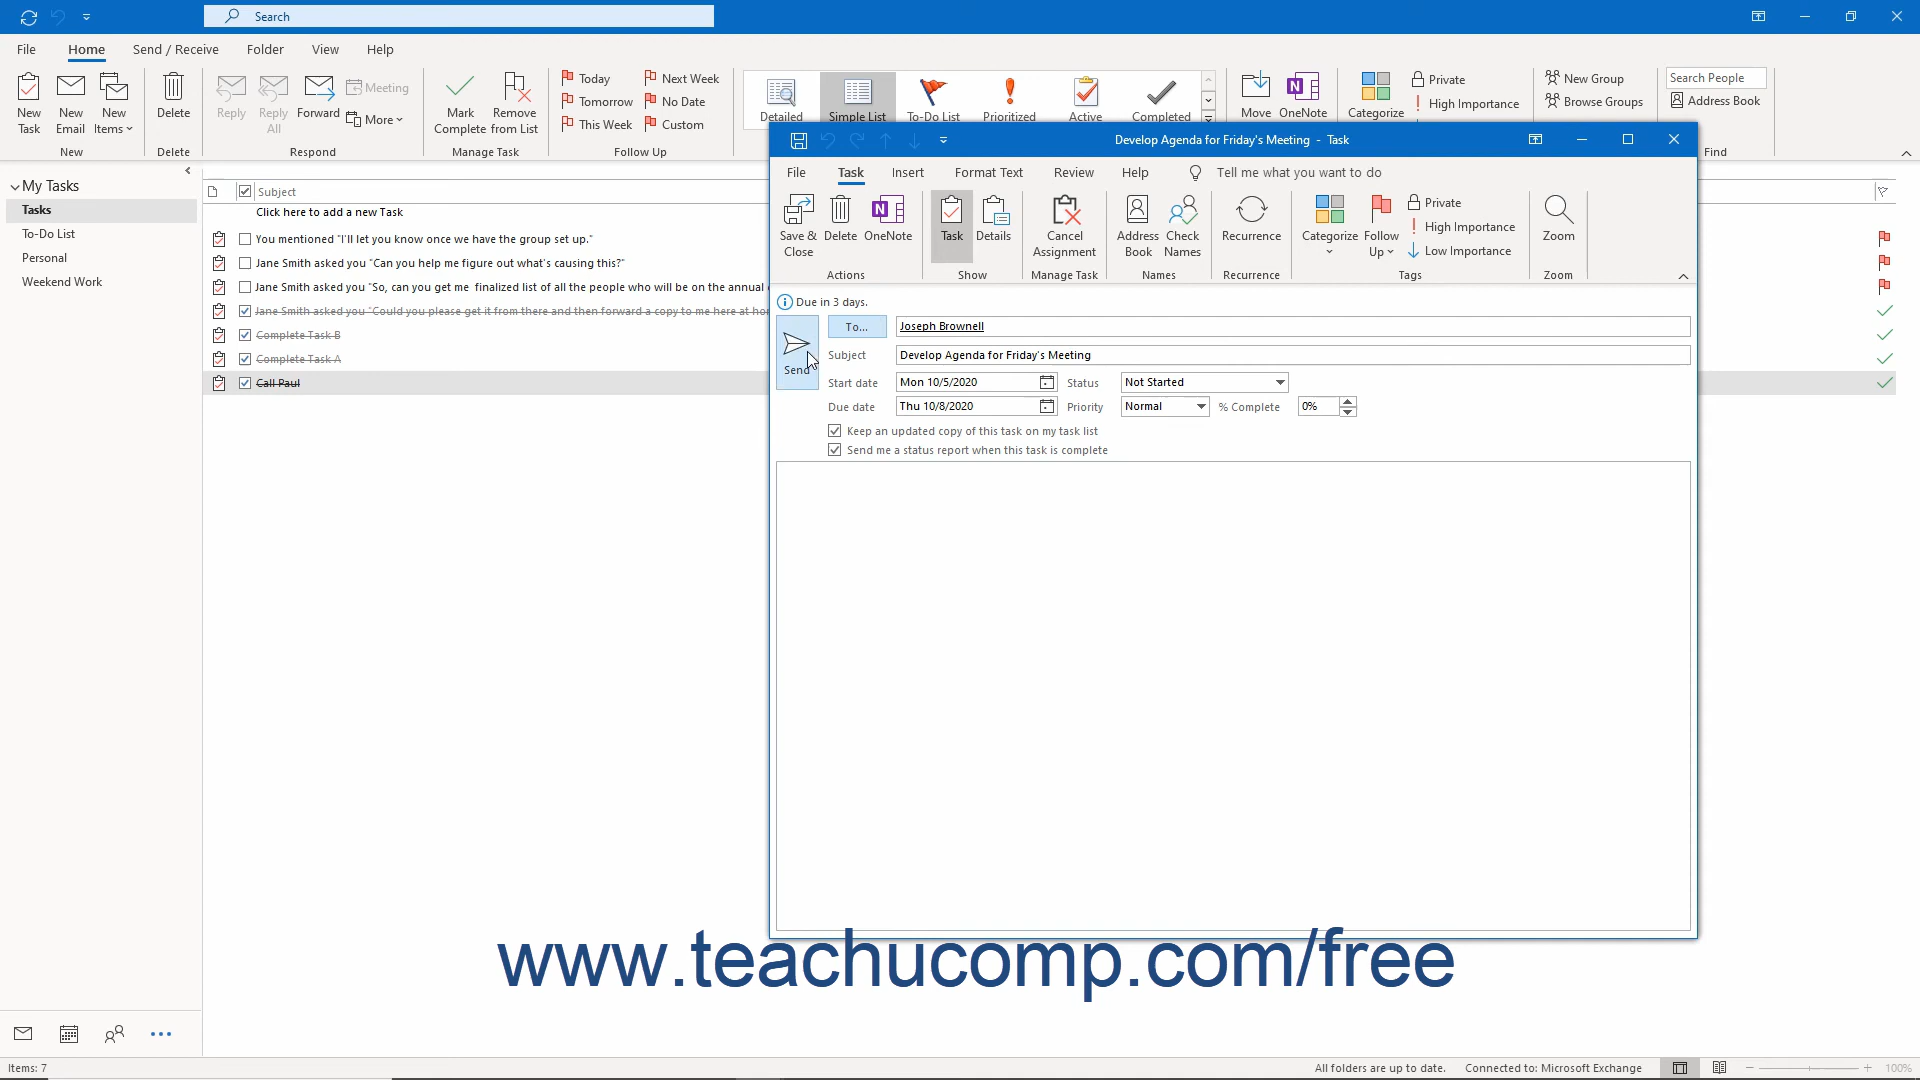 Search
File Home Send / Receive Folder View Help
New Task
New Email
New Items
New
Delete
Delete
Reply
Reply All
Forward
Meeting
More
Respond
Mark Complete
Remove from List
Manage Task
Today
Tomorrow
This Week
Next Week
No Date
Custom
Follow Up
Detailed
Simple List
To-Do List
Prioritized
Active
Completed
Move
OneNote
Categorize
Private
High Importance
New Group
Browse Groups
Search People
Address Book
Find
My Tasks
Tasks
To-Do List
Personal
Weekend Work
Subject
Click here to add a new Task
You mentioned "I'll let you know once we have the group set up."
Jane Smith asked you "Can you help me figure out what's causing this?"
Jane Smith asked you "So, can you get me finalized list of all the people who will be on the annual
Jane Smith asked you "Could you please get it from there and then forward a copy to me here at
Complete Task B
Complete Task A
Call Paul
Develop Agenda for Friday's Meeting - Task
File Task Insert Format Text Review Help Tell me what you want to do
Save & Close
Delete
OneNote
Actions
Task
Details
Show
Cancel Assignment
Manage Task
Address Book
Check Names
Names
Recurrence
Recurrence
Categorize
Follow Up
Private
High Importance
Low Importance
Tags
Zoom
Zoom
Due in 3 days.
Send
To...
Joseph Brownell
Subject
Develop Agenda for Friday's Meeting
Start date Mon 10/5/2020 Status Not Started
Due date Thu 10/8/2020 Priority Normal % Complete 0%
Keep an updated copy of this task on my task list
Send me a status report when this task is complete
www.teachucomp.com/free
Items: 7
All folders are up to date.
Connected to: Microsoft Exchange
100%